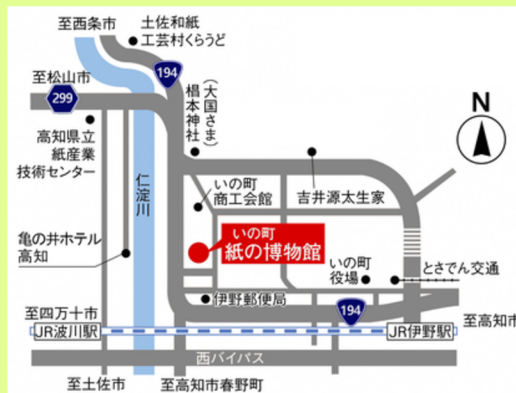 至西条市
土佐和紙
工芸村くらうど
194
至松山市
299
(大国さま)
椙本神社
N
高知県立
紙産業
技術センター
仁淀川
いの町
商工会館
吉井源太生家
いの町
紙の博物館
亀の井ホテル
高知
いの町
役場
とさでん交通
伊野郵便局
194
至四万十市
JR波川駅
JR伊野駅
至高知市
西バイパス
至土佐市
至高知市春野町